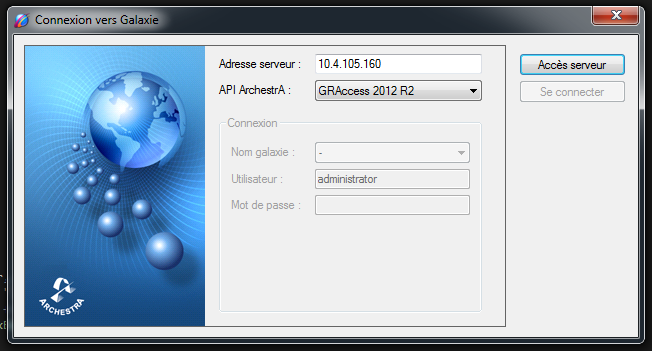 Connexion vers Galaxie
Adresse serveur :
10.4.105.160
Accès serveur
API ArchestrA :
GRAccess 2012 R2
Se connecter
Connexion
Nom galaxie :
-
Utilisateur :
administrator
Mot de passe :
ARCHESTRA